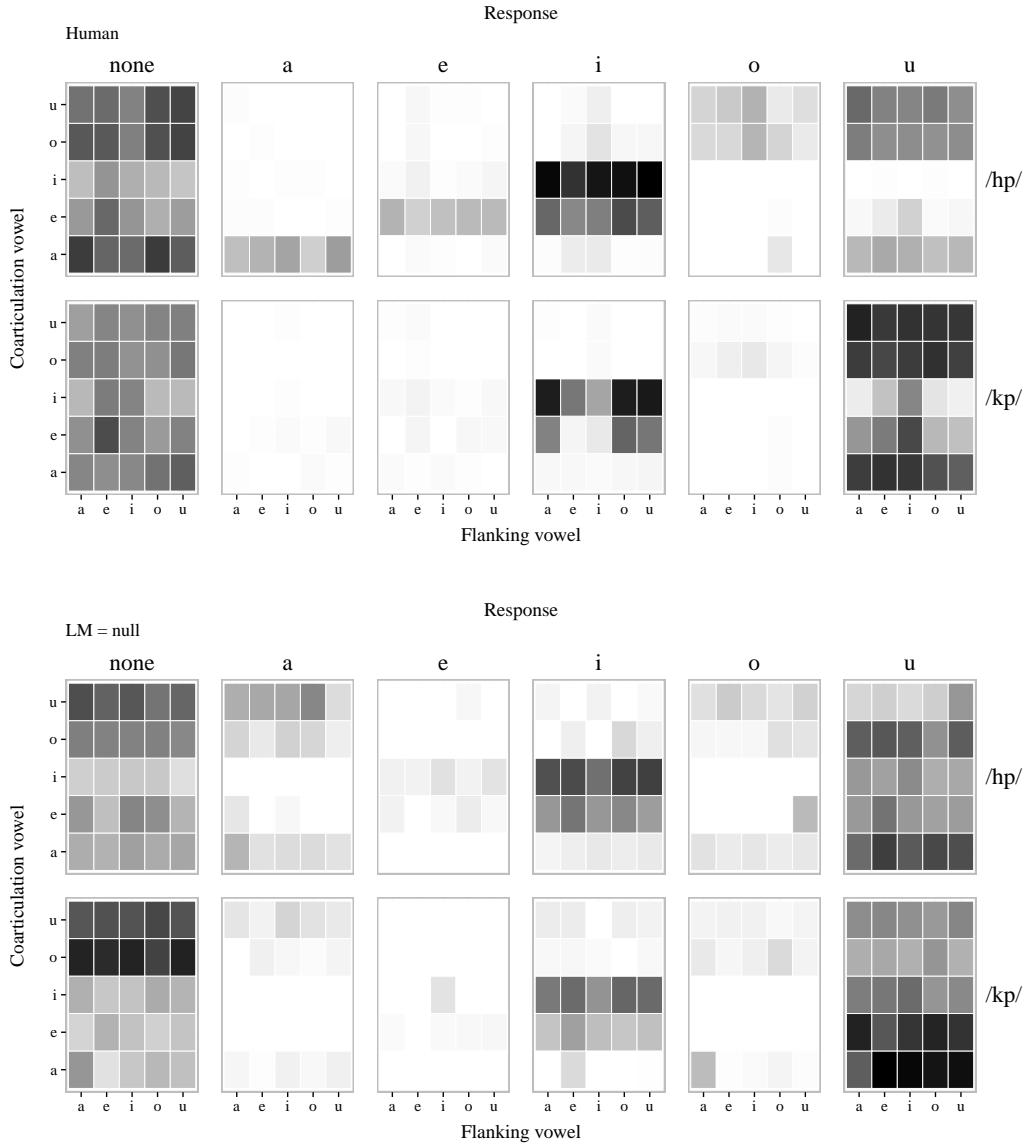 Response
Human
none a e i o u
u
o
i
e
a
/hp/
Coarticulation vowel
u
o
i
e
a
/kp/
a e i o u a e i o u a e i o u a e i o u a e i o u a e i o u
Flanking vowel
Response
LM = null
none a e i o u
u
o
i
e
a
/hp/
Coarticulation vowel
u
o
i
e
a
/kp/
a e i o u a e i o u a e i o u a e i o u a e i o u a e i o u
Flanking vowel